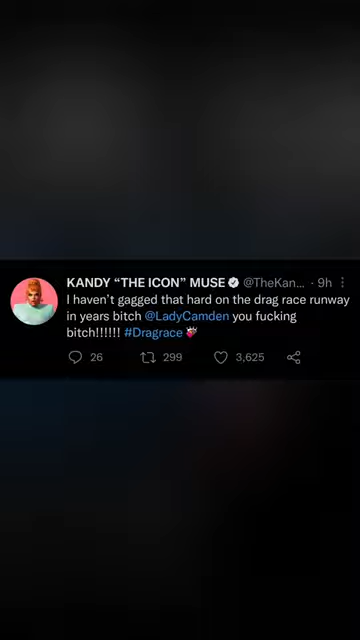 KANDY “THE ICON” MUSE @TheKan... · 9h
I haven't gagged that hard on the drag race runway
in years bitch @LadyCamden you fucking
bitch!!!!!! #Dragrace
26 299 3,625